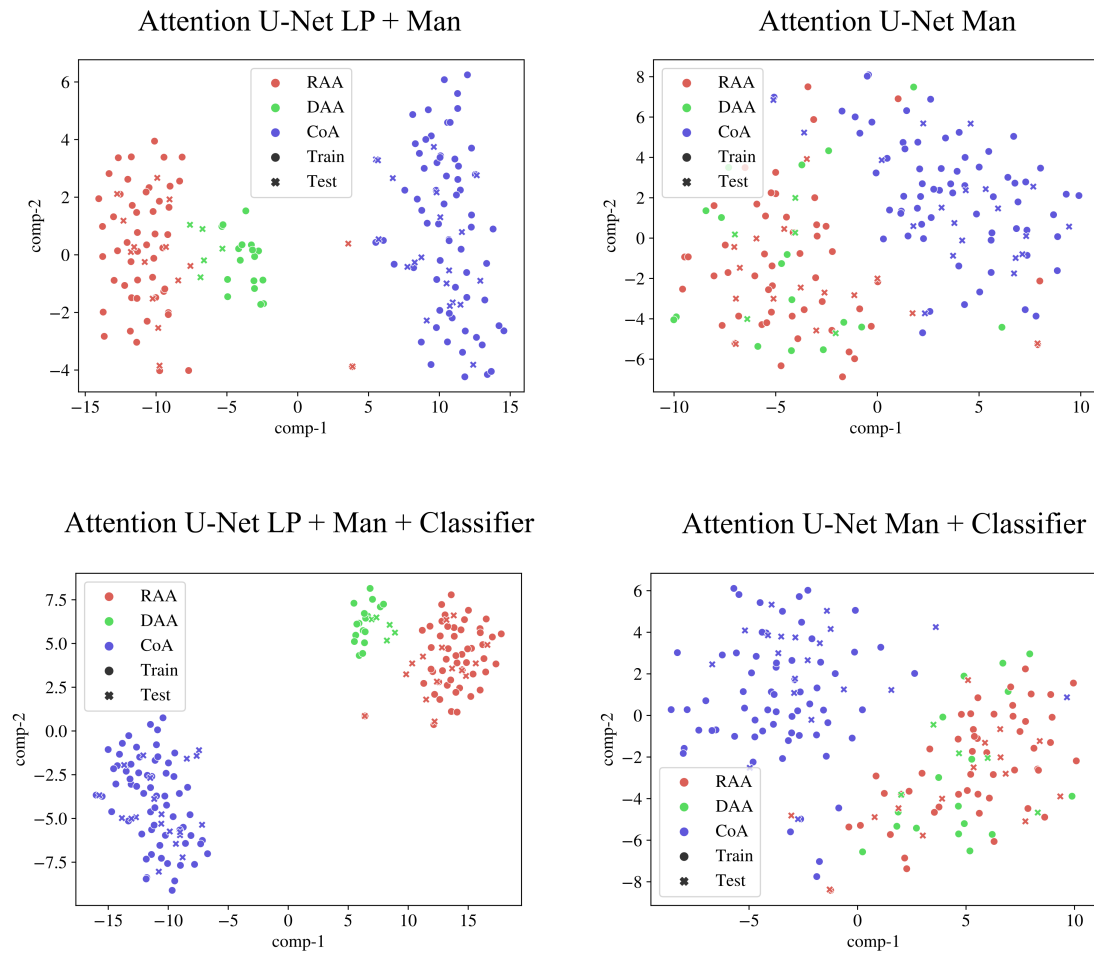 Attention U-Net LP + Man
6
4
2
0
−2
−4
comp-2
RAA
DAA
CoA
Train
Test
−15
−10
−5
0
5
10
15
comp-1
Attention U-Net Man
8
6
4
2
0
−2
−4
−6
comp-2
RAA
DAA
CoA
Train
Test
−10
−5
0
5
10
comp-1
Attention U-Net LP + Man + Classifier
7.5
5.0
2.5
0.0
−2.5
−5.0
−7.5
comp-2
RAA
DAA
CoA
Train
Test
−15
−10
−5
0
5
10
15
comp-1
Attention U-Net Man + Classifier
6
4
2
0
−2
−4
−6
−8
comp-2
RAA
DAA
CoA
Train
Test
−5
0
5
10
comp-1